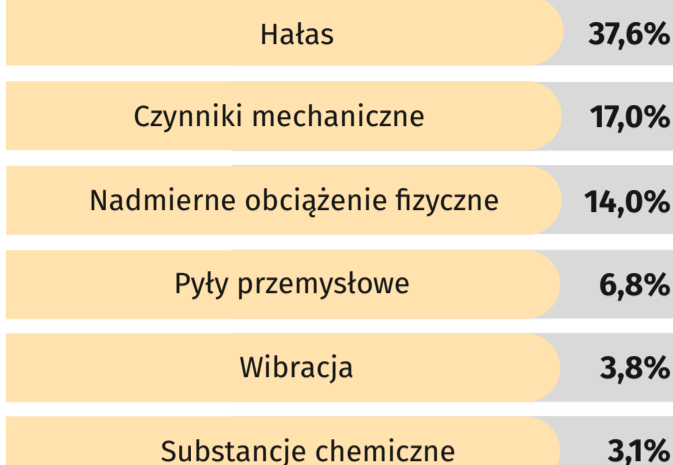 Hałas 37,6%
Czynniki mechaniczne 17,0%
Nadmierne obciążenie fizyczne 14,0%
Pyły przemysłowe 6,8%
Wibracja 3,8%
Substancje chemiczne 3,1%